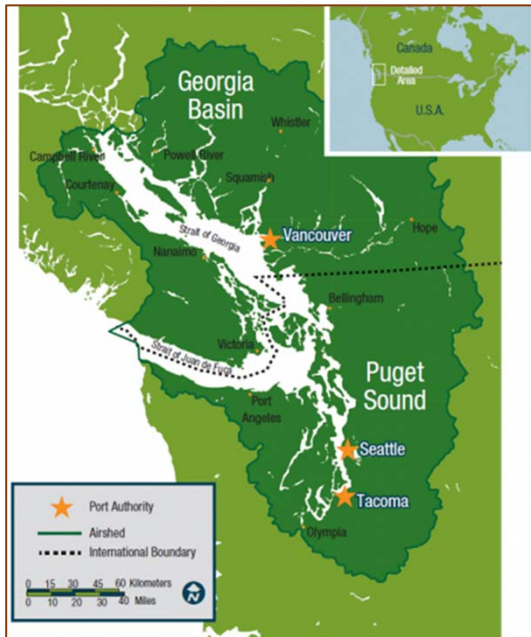 Canada
Detailed
Area
U.S.A.
Georgia
Basin
Whistler
Campbell River
Powell River
Courtenay
Squamish
Strait of Georgia
Vancouver
Hope
Nanaimo
Bellingham
Victoria
Strait of Juan de Fuca
Puget
Sound
Port
Angeles
Seattle
Tacoma
Olympia
Port Authority
Airshed
International Boundary
0 15 30 45 60 Kilometers
0 10 20 30 40 Miles
N